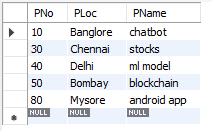 PNo PLoc PName
10 Banglore chatbot
30 Chennai stocks
40 Delhi ml model
50 Bombay blockchain
80 Mysore android app
NULL NULL NULL